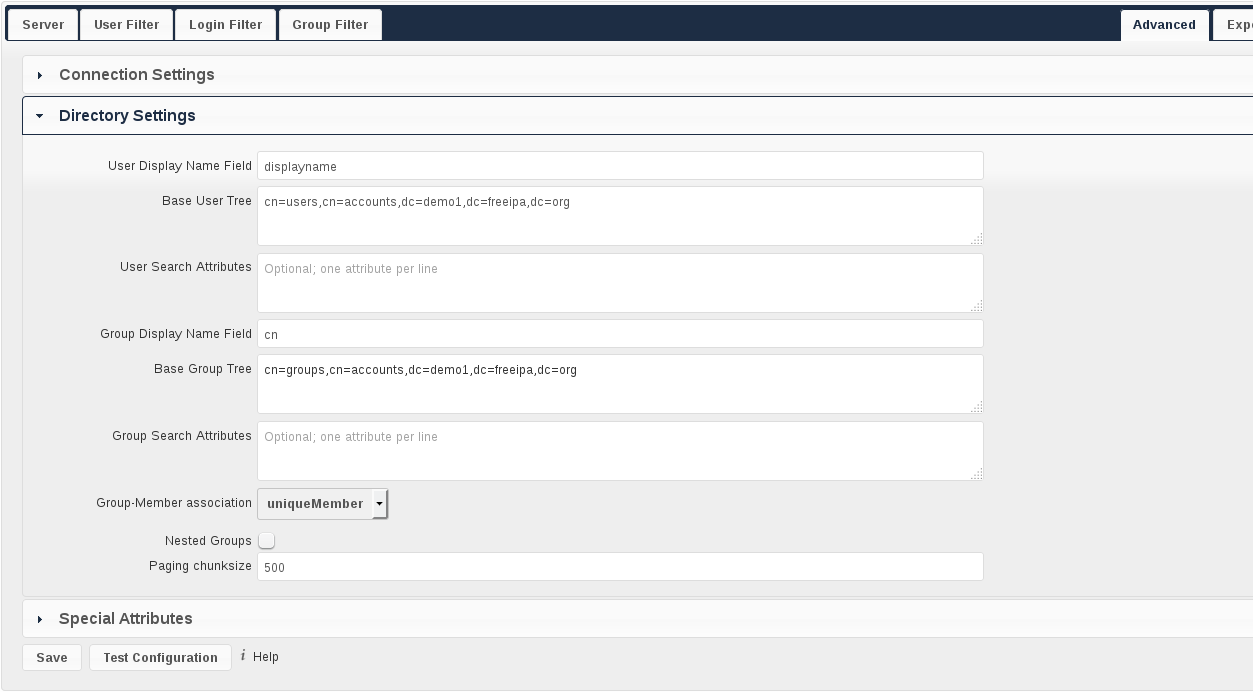 Server User Filter Login Filter Group Filter Advanced
Connection Settings
Directory Settings
User Display Name Field displayname
Base User Tree cn=users,cn=accounts,dc=demo1,dc=freeipa,dc=org
User Search Attributes Optional; one attribute per line
Group Display Name Field cn
Base Group Tree cn=groups,cn=accounts,dc=demo1,dc=freeipa,dc=org
Group Search Attributes Optional; one attribute per line
Group-Member association uniqueMember
Nested Groups
Paging chunksize 500
Special Attributes
Save Test Configuration i Help